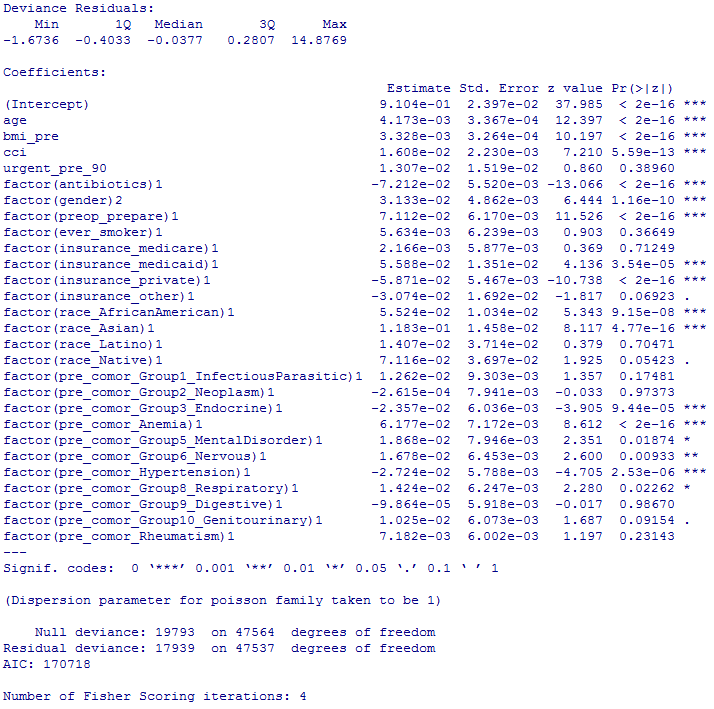 Deviance Residuals:
    Min       1Q   Median       3Q      Max
-1.6736  -0.4033  -0.0377   0.2807  14.8769

Coefficients:
                                                Estimate Std. Error z value Pr(>|z|)
(Intercept)                                    9.104e-01  2.397e-02  37.985  < 2e-16 ***
age                                            4.173e-03  3.367e-04  12.397  < 2e-16 ***
bmi_pre                                        3.328e-03  3.264e-04  10.197  < 2e-16 ***
cci                                            1.608e-02  2.230e-03   7.210 5.59e-13 ***
urgent_pre_90                                  1.307e-02  1.519e-02   0.860  0.38960
factor(antibiotics)1                          -7.212e-02  5.520e-03 -13.066  < 2e-16 ***
factor(gender)2                                3.133e-02  4.862e-03   6.444 1.16e-10 ***
factor(preop_prepare)1                         7.112e-02  6.170e-03  11.526  < 2e-16 ***
factor(ever_smoker)1                           5.634e-03  6.239e-03   0.903  0.36649
factor(insurance_medicare)1                    2.166e-03  5.877e-03   0.369  0.71249
factor(insurance_medicaid)1                    5.588e-02  1.351e-02   4.136 3.54e-05 ***
factor(insurance_private)1                    -5.871e-02  5.467e-03 -10.738  < 2e-16 ***
factor(insurance_other)1                      -3.074e-02  1.692e-02  -1.817  0.06923 .
factor(race_AfricanAmerican)1                  5.524e-02  1.034e-02   5.343 9.15e-08 ***
factor(race_Asian)1                            1.183e-01  1.458e-02   8.117 4.77e-16 ***
factor(race_Latino)1                           1.407e-02  3.714e-02   0.379  0.70471
factor(race_Native)1                           7.116e-02  3.697e-02   1.925  0.05423 .
factor(pre_comor_Group1_InfectiousParasitic)1  1.262e-02  9.303e-03   1.357  0.17481
factor(pre_comor_Group2_Neoplasm)1            -2.615e-04  7.941e-03  -0.033  0.97373
factor(pre_comor_Group3_Endocrine)1           -2.357e-02  6.036e-03  -3.905 9.44e-05 ***
factor(pre_comor_Anemia)1                      6.177e-02  7.172e-03   8.612  < 2e-16 ***
factor(pre_comor_Group5_MentalDisorder)1       1.868e-02  7.946e-03   2.351  0.01874 *
factor(pre_comor_Group6_Nervous)1              1.678e-02  6.453e-03   2.600  0.00933 **
factor(pre_comor_Hypertension)1               -2.724e-02  5.788e-03  -4.705 2.53e-06 ***
factor(pre_comor_Group8_Respiratory)1          1.424e-02  6.247e-03   2.280  0.02262 *
factor(pre_comor_Group9_Digestive)1           -9.864e-05  5.918e-03  -0.017  0.98670
factor(pre_comor_Group10_Genitourinary)1       1.025e-02  6.073e-03   1.687  0.09154 .
factor(pre_comor_Rheumatism)1                  7.182e-03  6.002e-03   1.197  0.23143
---
Signif. codes:  0 ‘***’ 0.001 ‘**’ 0.01 ‘*’ 0.05 ‘.’ 0.1 ‘ ’ 1

(Dispersion parameter for poisson family taken to be 1)

    Null deviance: 19793  on 47564  degrees of freedom
Residual deviance: 17939  on 47537  degrees of freedom
AIC: 170718

Number of Fisher Scoring iterations: 4